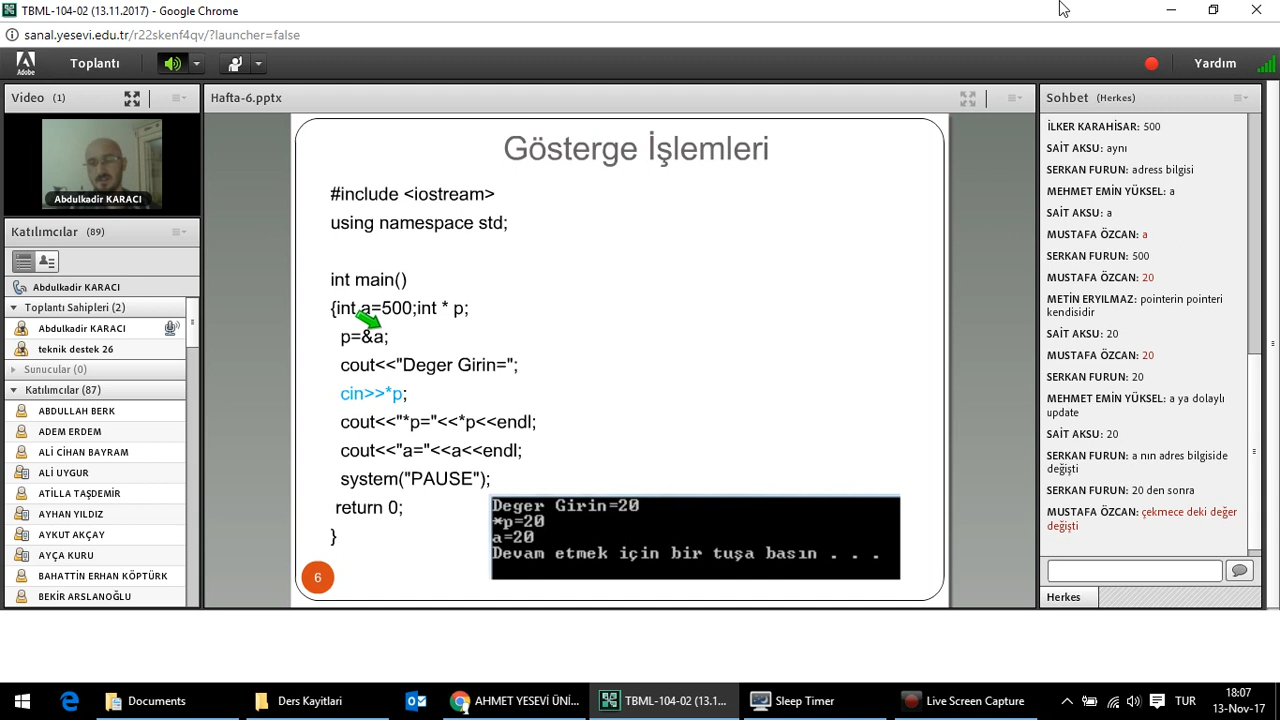 TBML-104-02 (13.11.2017) - Google Chrome
sanal.yesevi.edu.tr/r22skenf4qv/?launcher=false
Adobe
Toplantı
Yardım
Video (1)
Abdulkadir KARACI
Katılımcılar (89)
Abdulkadir KARACI
Toplantı Sahipleri (2)
Abdulkadir KARACI
teknik destek 26
Sunucular (0)
Katılımcılar (87)
ABDULLAH BERK
ADEM ERDEM
ALİ CİHAN BAYRAM
ALİ UYGUR
ATİLLA TAŞDEMİR
AYHAN YILDIZ
AYKUT AKÇAY
AYÇA KURU
BAHATTİN ERHAN KÖPTÜRK
BEKİR ARSLANOĞLU
Hafta-6.pptx
Gösterge İşlemleri
#include <iostream>
using namespace std;
int main()
{int a=500;int * p;
p=&a;
cout<<"Deger Girin=";
cin>>*p;
cout<<"*p="<<*p<<endl;
cout<<"a="<<a<<endl;
system("PAUSE");
return 0;
}
6
Deger Girin=20
*p=20
a=20
Devam etmek için bir tuşa basın . . .
Sohbet (Herkes)
İLKER KARAHİSAR: 500
SAİT AKSU: aynı
SERKAN FURUN: adress bilgisi
MEHMET EMİN YÜKSEL: a
SAİT AKSU: a
MUSTAFA ÖZCAN: a
SERKAN FURUN: 500
MUSTAFA ÖZCAN: 20
METİN ERYILMAZ: pointerin pointeri
kendisidir
SAİT AKSU: 20
MUSTAFA ÖZCAN: 20
SERKAN FURUN: 20
MEHMET EMİN YÜKSEL: a ya dolaylı
update
SAİT AKSU: 20
SERKAN FURUN: a nın adres bilgiside
değişti
SERKAN FURUN: 20 den sonra
MUSTAFA ÖZCAN: çekmece deki değer
değişti
Herkes
Documents
Ders Kayitlari
AHMET YESEVİ ÜNİ...
TBML-104-02 (13.1...
Sleep Timer
Live Screen Capture
TUR
18:07
13-Nov-17